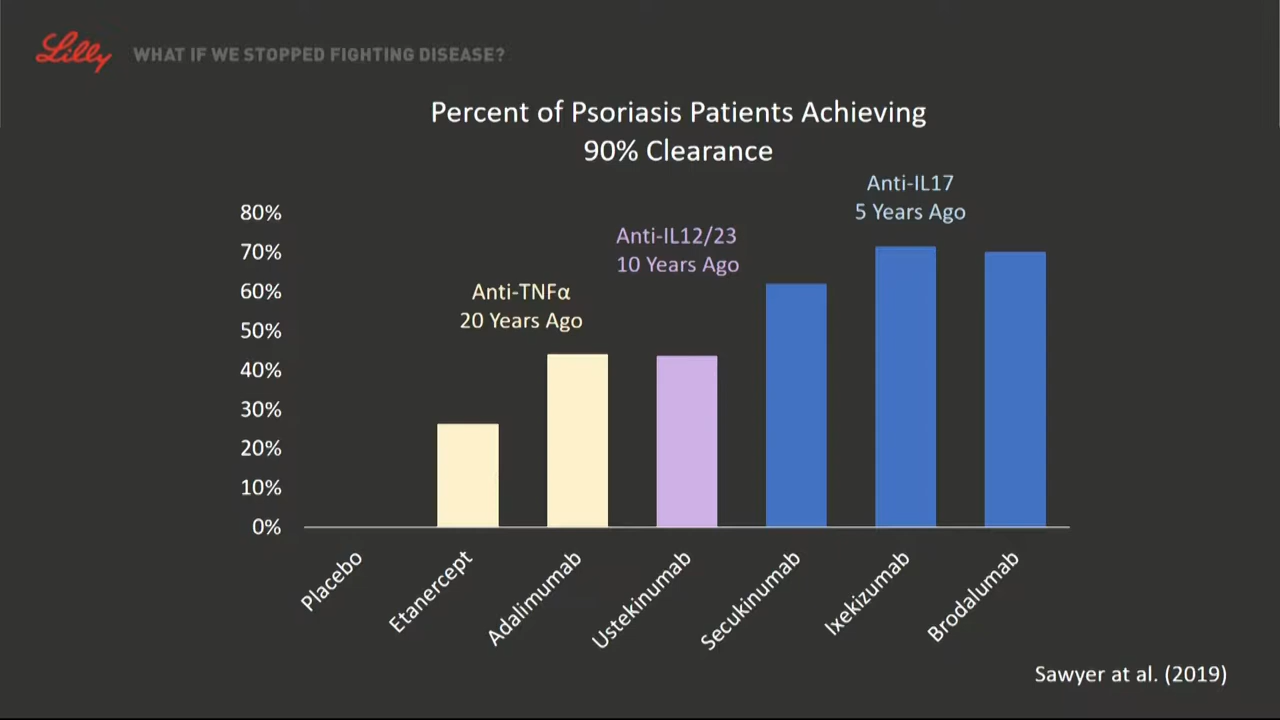 Lilly WHAT IF WE STOPPED FIGHTING DISEASE?
Percent of Psoriasis Patients Achieving
90% Clearance
Anti-IL17
5 Years Ago
Anti-IL12/23
10 Years Ago
Anti-TNFα
20 Years Ago
80%
70%
60%
50%
40%
30%
20%
10%
0%
Placebo
Etanercept
Adalimumab
Ustekinumab
Secukinumab
Ixekizumab
Brodalumab
Sawyer at al. (2019)